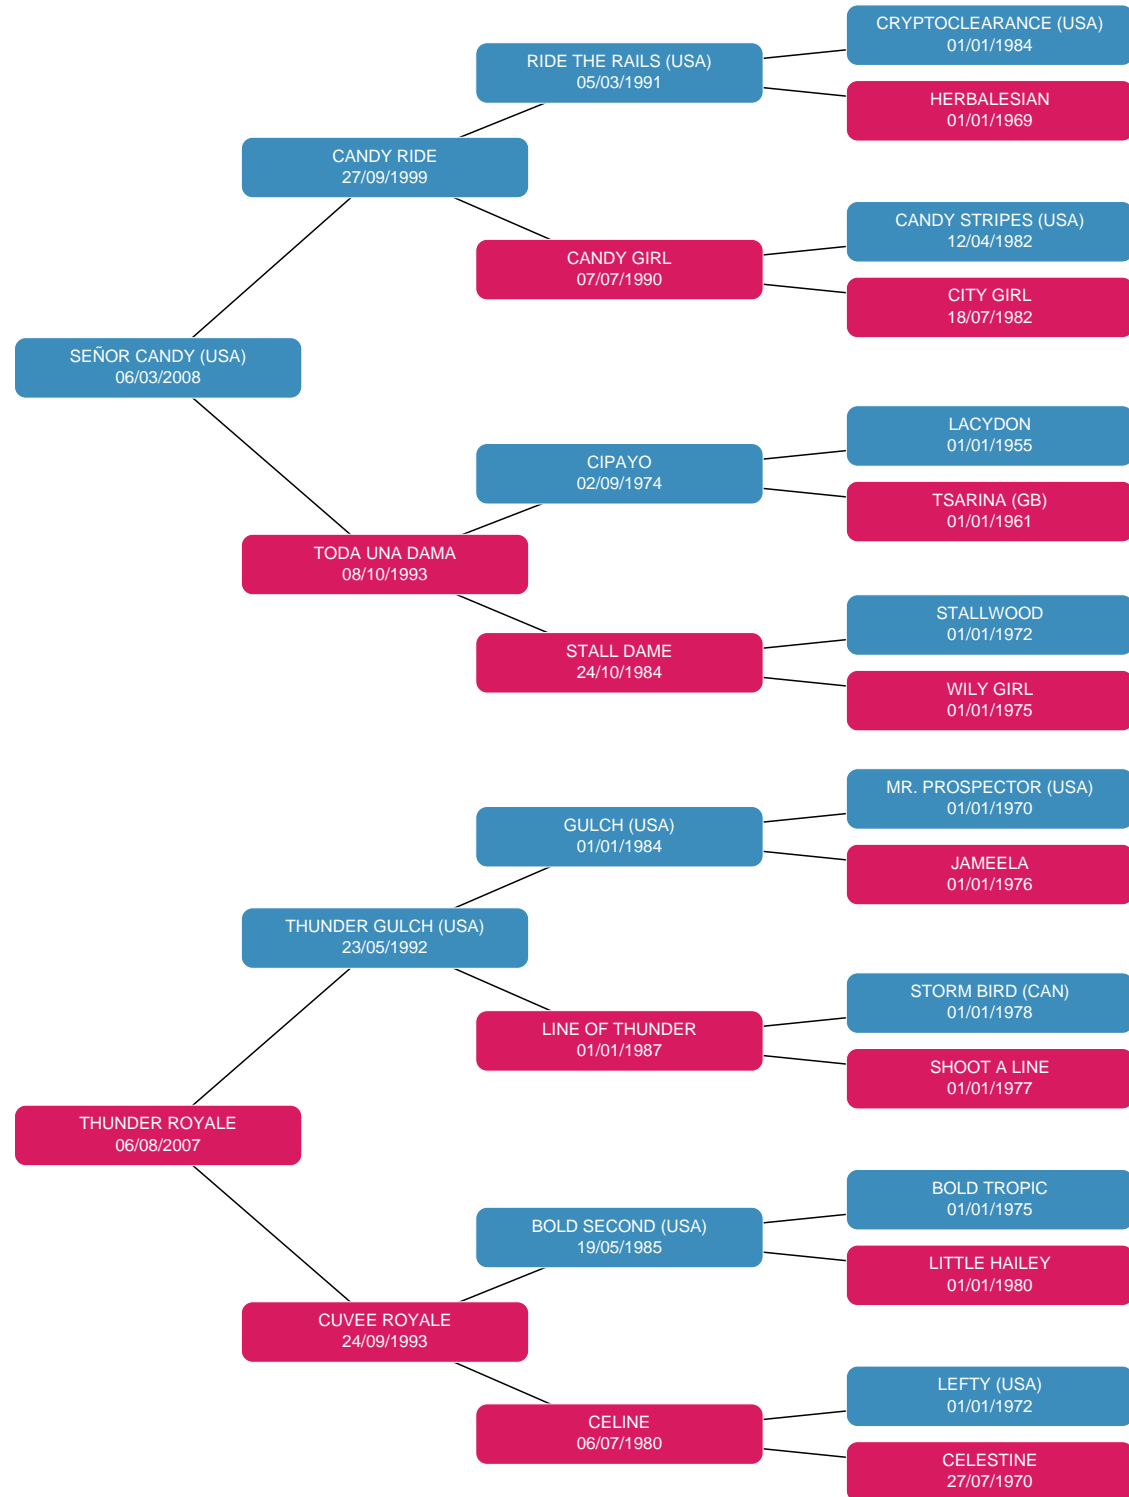 CRYPTOCLEARANCE (USA)
01/01/1984
RIDE THE RAILS (USA)
05/03/1991
HERBALESIAN
01/01/1969
CANDY RIDE
27/09/1999
CANDY STRIPES (USA)
12/04/1982
CANDY GIRL
07/07/1990
CITY GIRL
18/07/1982
SEÑOR CANDY (USA)
06/03/2008
LACYDON
01/01/1955
CIPAYO
02/09/1974
TSARINA (GB)
01/01/1961
TODA UNA DAMA
08/10/1993
STALLWOOD
01/01/1972
STALL DAME
24/10/1984
WILY GIRL
01/01/1975
MR. PROSPECTOR (USA)
01/01/1970
GULCH (USA)
01/01/1984
JAMEELA
01/01/1976
THUNDER GULCH (USA)
23/05/1992
STORM BIRD (CAN)
01/01/1978
LINE OF THUNDER
01/01/1987
SHOOT A LINE
01/01/1977
THUNDER ROYALE
06/08/2007
BOLD TROPIC
01/01/1975
BOLD SECOND (USA)
19/05/1985
LITTLE HAILEY
01/01/1980
CUVEE ROYALE
24/09/1993
LEFTY (USA)
01/01/1972
CELINE
06/07/1980
CELESTINE
27/07/1970